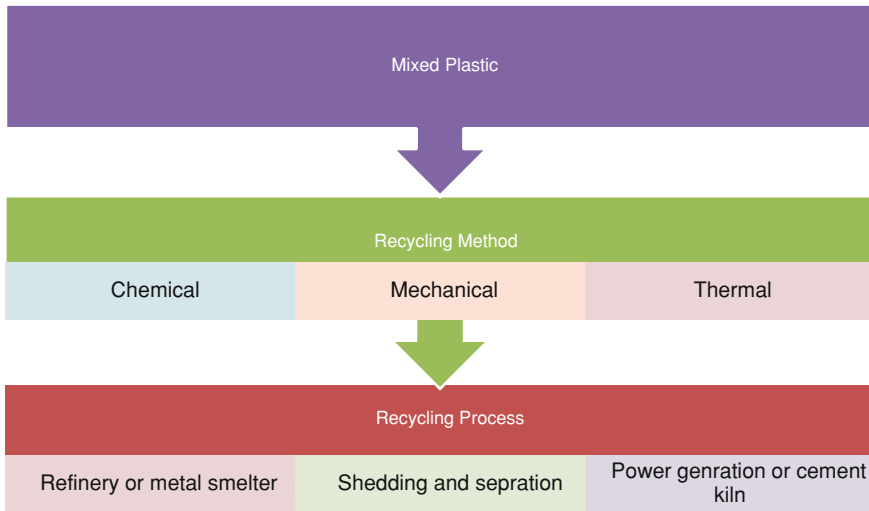 Mixed Plastic
Recycling Method
Chemical
Mechanical
Thermal
Recycling Process
Refinery or metal smelter
Shedding and sepration
Power genration or cement
kiln